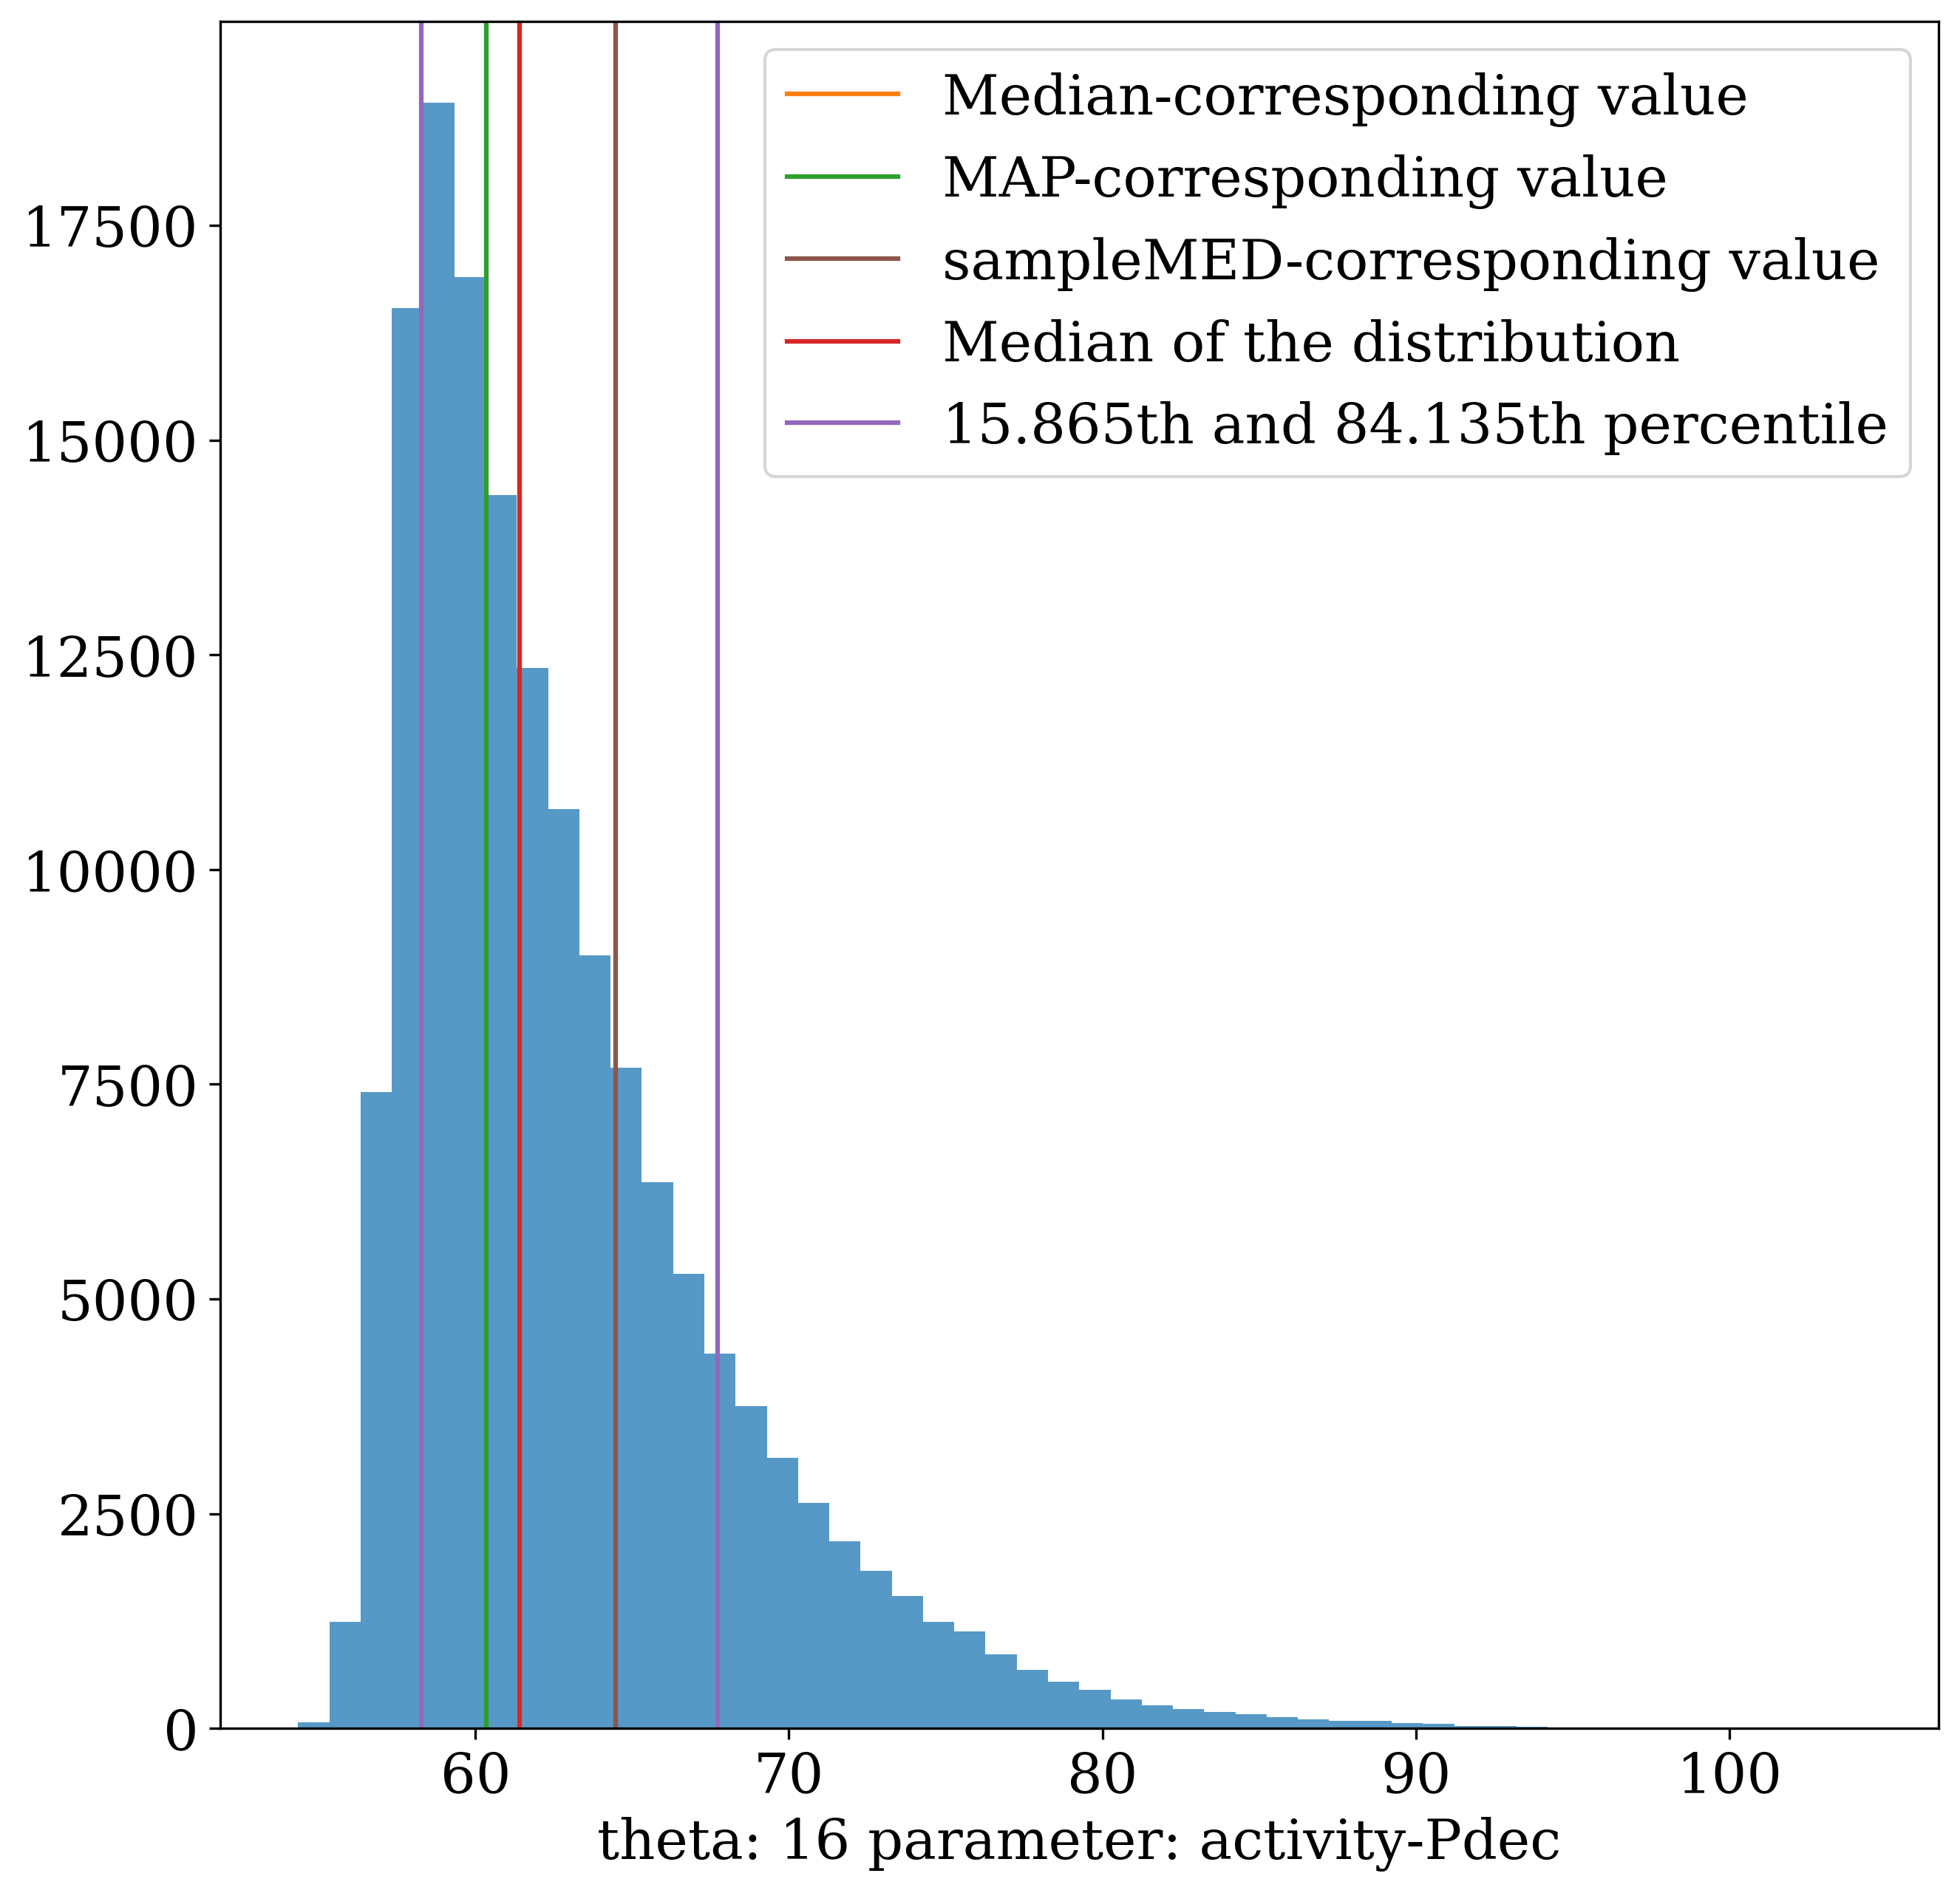 Median-corresponding value
MAP-corresponding value
sampleMED-corresponding value
Median of the distribution
15.865th and 84.135th percentile
17500
15000
12500
10000
7500
5000
2500
0
60 70 80 90 100
theta: 16 parameter: activity-Pdec